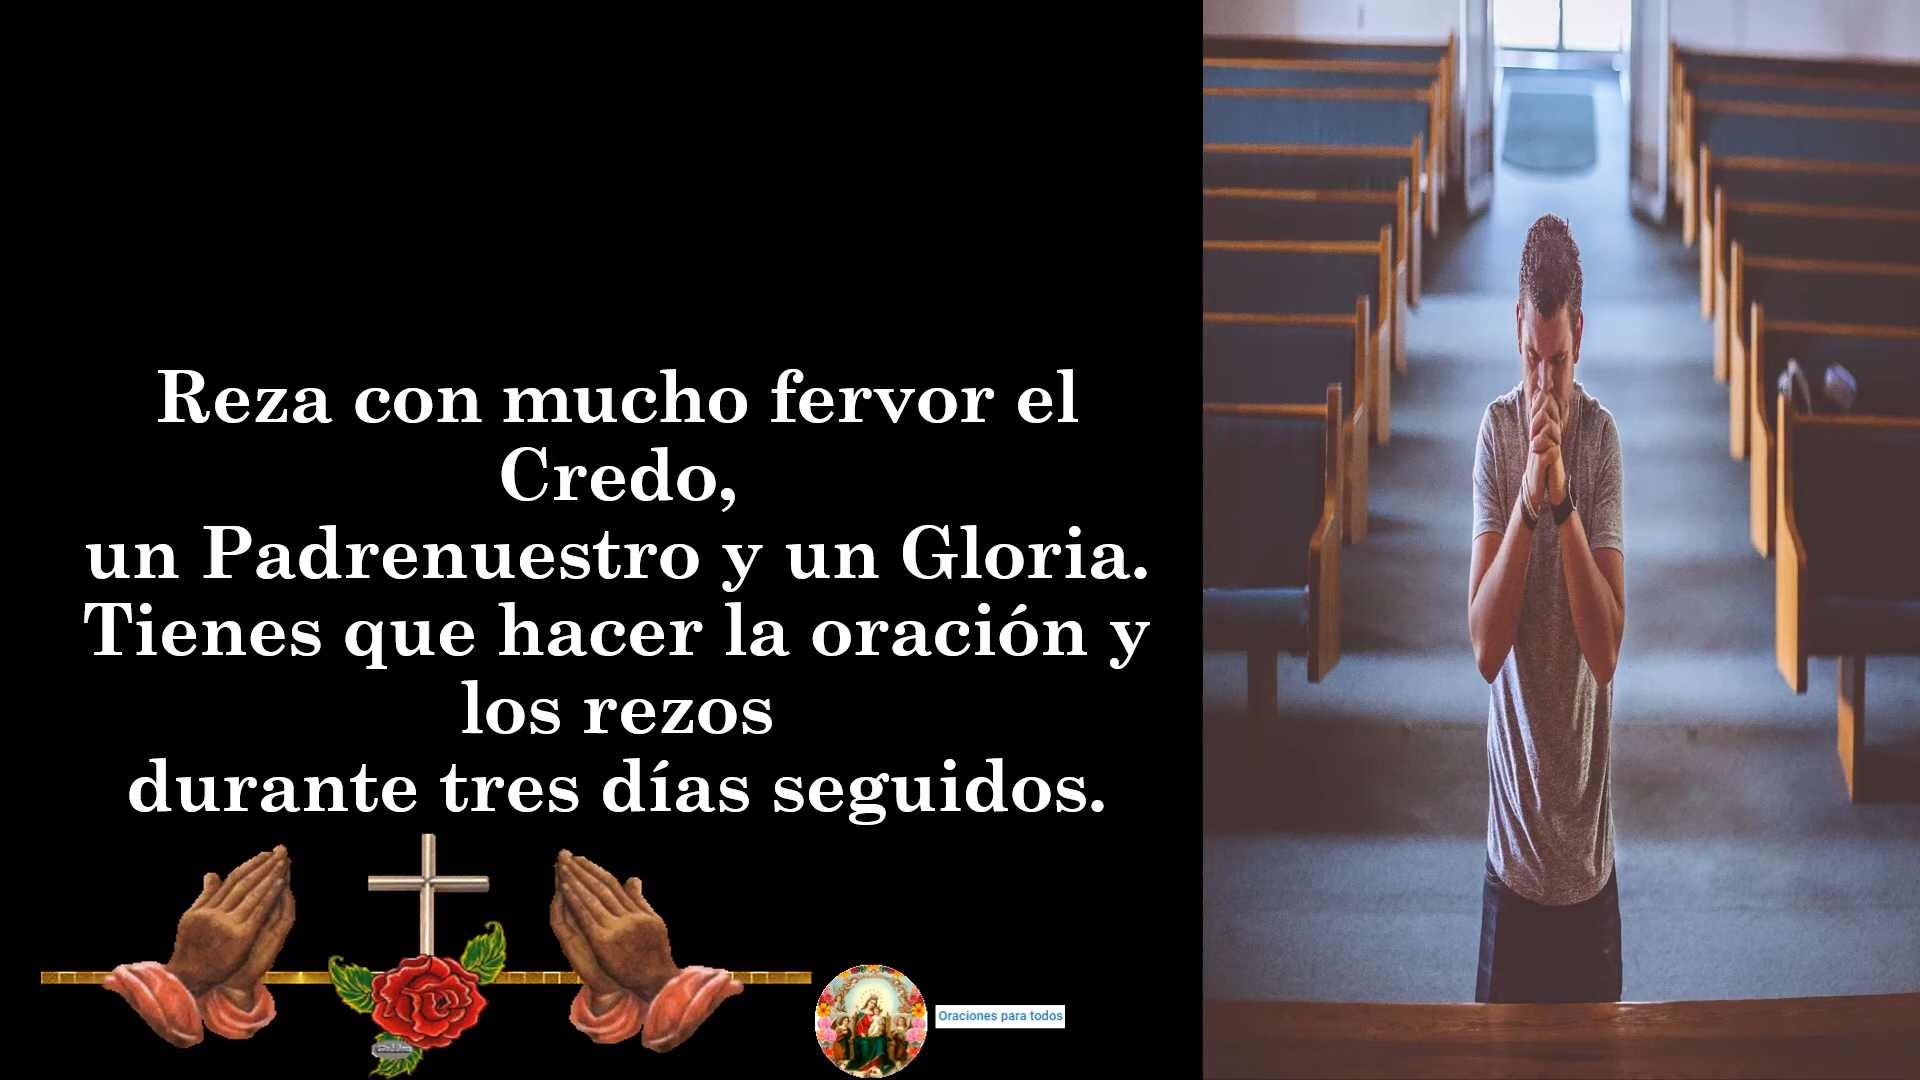 Reza con mucho fervor el
Credo,
un Padrenuestro y un Gloria.
Tienes que hacer la oración y
los rezos
durante tres días seguidos.
Oraciones para todos